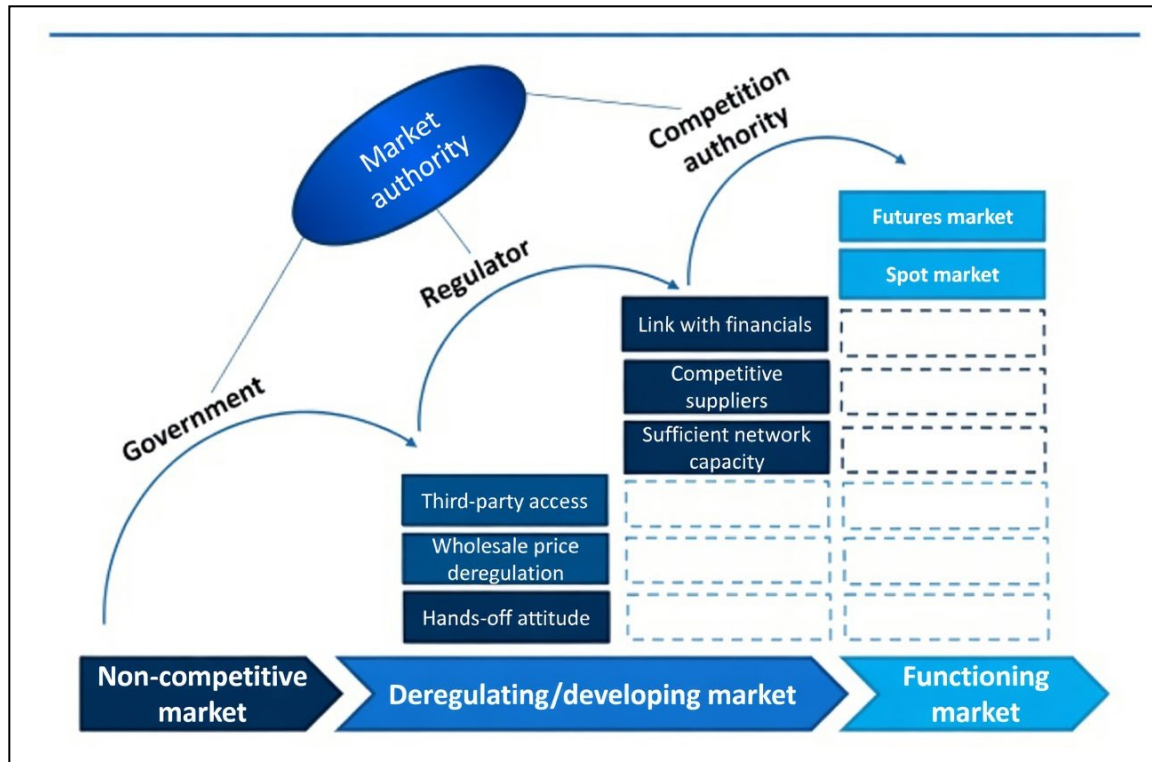 Market
authority
Competition
authority
Regulator
Government
Futures market
Spot market
Link with financials
Competitive
suppliers
Sufficient network
capacity
Third-party access
Wholesale price
deregulation
Hands-off attitude
Non-competitive
market
Deregulating/developing market
Functioning
market